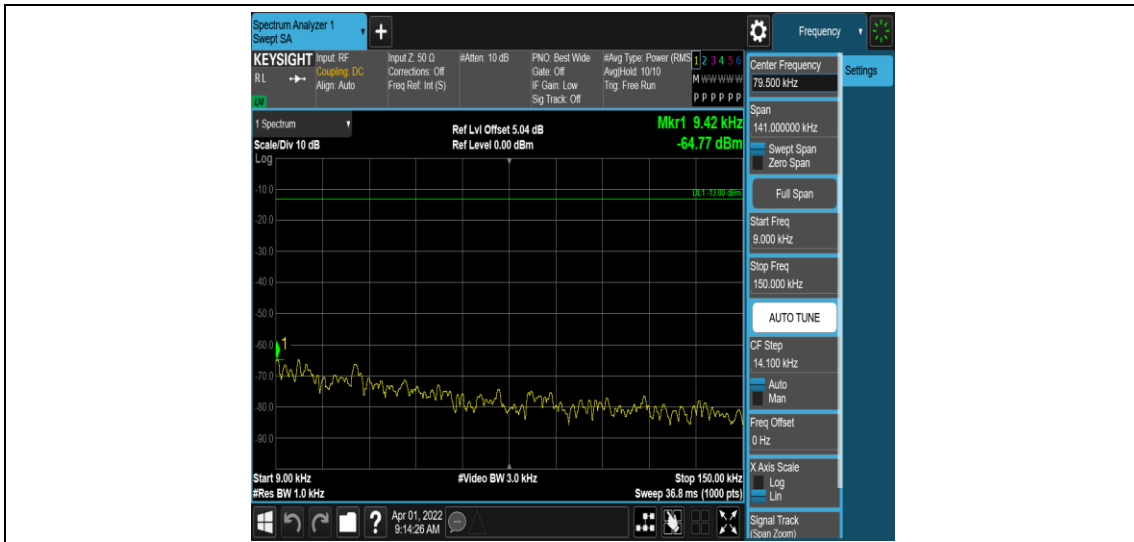 Spectrum Analyzer 1
Swept SA
Frequency
KEYSIGHT
RL
LXI
Input: RF
Coupling: DC
Align: Auto
Input Z: 50 Ω
Corrections: Off
Freq Ref: Int (S)
#Atten: 10 dB
PNO: Best Wide
Gate: Off
IF Gain: Low
Sig Track: Off
#Avg Type: Power (RMS
Avg|Hold: 10/10
Trig: Free Run
1 2 3 4 5 6
M W W W W W
P P P P P P
Center Frequency
79.500 kHz
Settings
1 Spectrum
Scale/Div 10 dB
Log
Ref Lvl Offset 5.04 dB
Ref Level 0.00 dBm
Mkr1 9.42 kHz
-64.77 dBm
Span
141.000000 kHz
Swept Span
Zero Span
Full Span
DL1 -13.00 dBm
-10.0
-20.0
-30.0
-40.0
-50.0
-60.0
-70.0
-80.0
-90.0
1
Start Freq
9.000 kHz
Stop Freq
150.000 kHz
AUTO TUNE
CF Step
14.100 kHz
Auto
Man
Freq Offset
0 Hz
X Axis Scale
Log
Lin
Signal Track
(Span Zoom)
Start 9.00 kHz
#Res BW 1.0 kHz
#Video BW 3.0 kHz
Stop 150.00 kHz
Sweep 36.8 ms (1000 pts)
?
Apr 01, 2022
9:14:26 AM